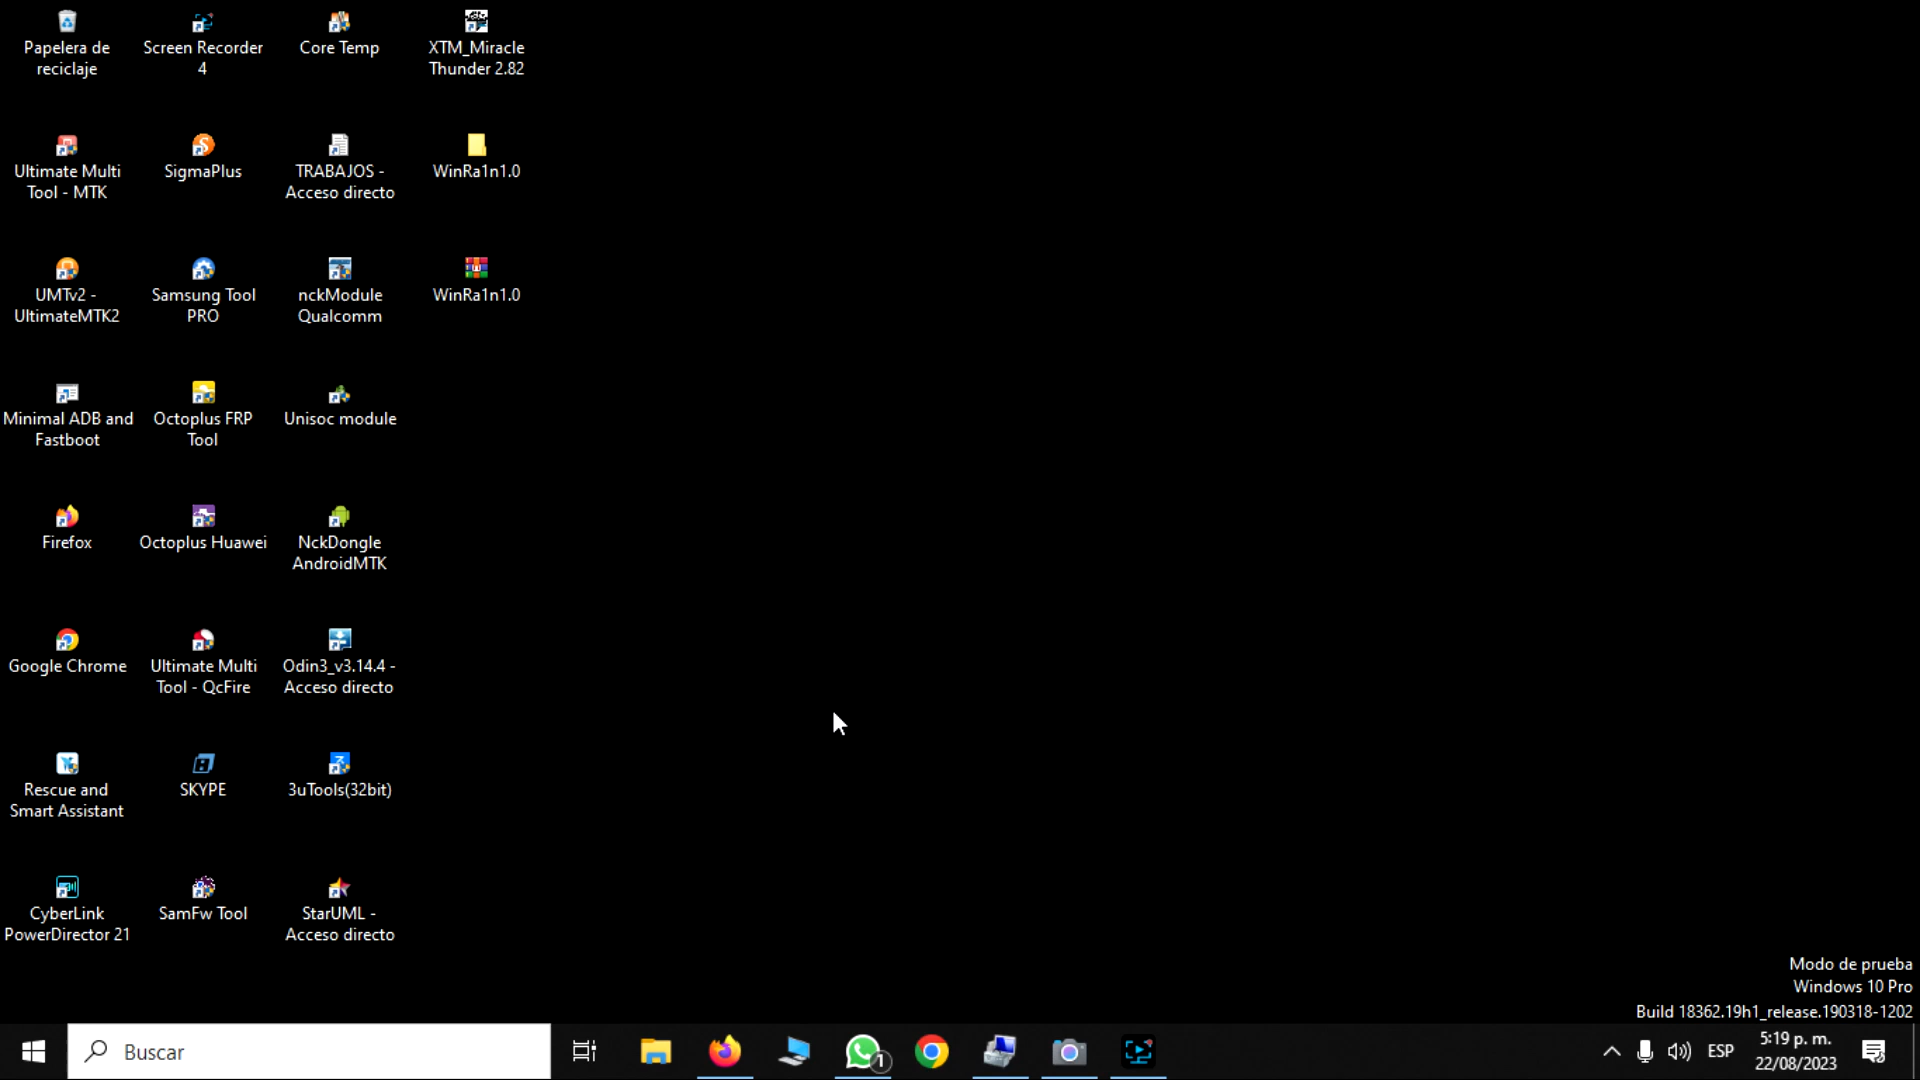 Papelera de
reciclaje
Screen Recorder
4
Core Temp
XTM_Miracle
Thunder 2.82
Ultimate Multi
Tool - MTK
SigmaPlus
TRABAJOS -
Acceso directo
WinRa1n1.0
UMTv2 -
UltimateMTK2
Samsung Tool
PRO
nckModule
Qualcomm
WinRa1n1.0
Minimal ADB and
Fastboot
Octoplus FRP
Tool
Unisoc module
Firefox
Octoplus Huawei
NckDongle
AndroidMTK
Google Chrome
Ultimate Multi
Tool - QcFire
Odin3_v3.14.4 -
Acceso directo
Rescue and
Smart Assistant
SKYPE
3uTools(32bit)
CyberLink
PowerDirector 21
SamFw Tool
StarUML -
Acceso directo
Modo de prueba
Windows 10 Pro
Build 18362.19h1_release.190318-1202
Buscar
1
ESP
5:19 p. m.
22/08/2023